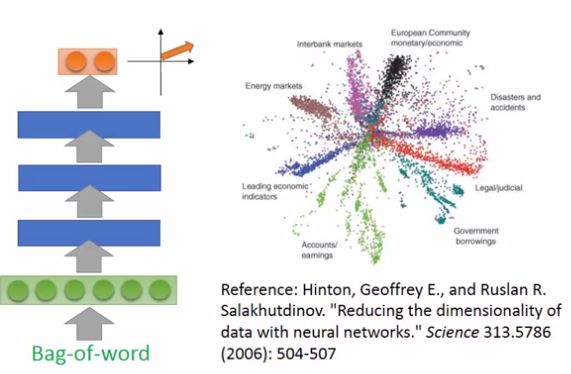 European Community
monetary/economic
Interbank markets
Energy markets
Disasters and
accidents
Leading economic
indicators
Legal/judicial
Government
borrowings
Accounts/
earnings
Bag-of-word
Reference: Hinton, Geoffrey E., and Ruslan R.
Salakhutdinov. "Reducing the dimensionality of
data with neural networks." Science 313.5786
(2006): 504-507